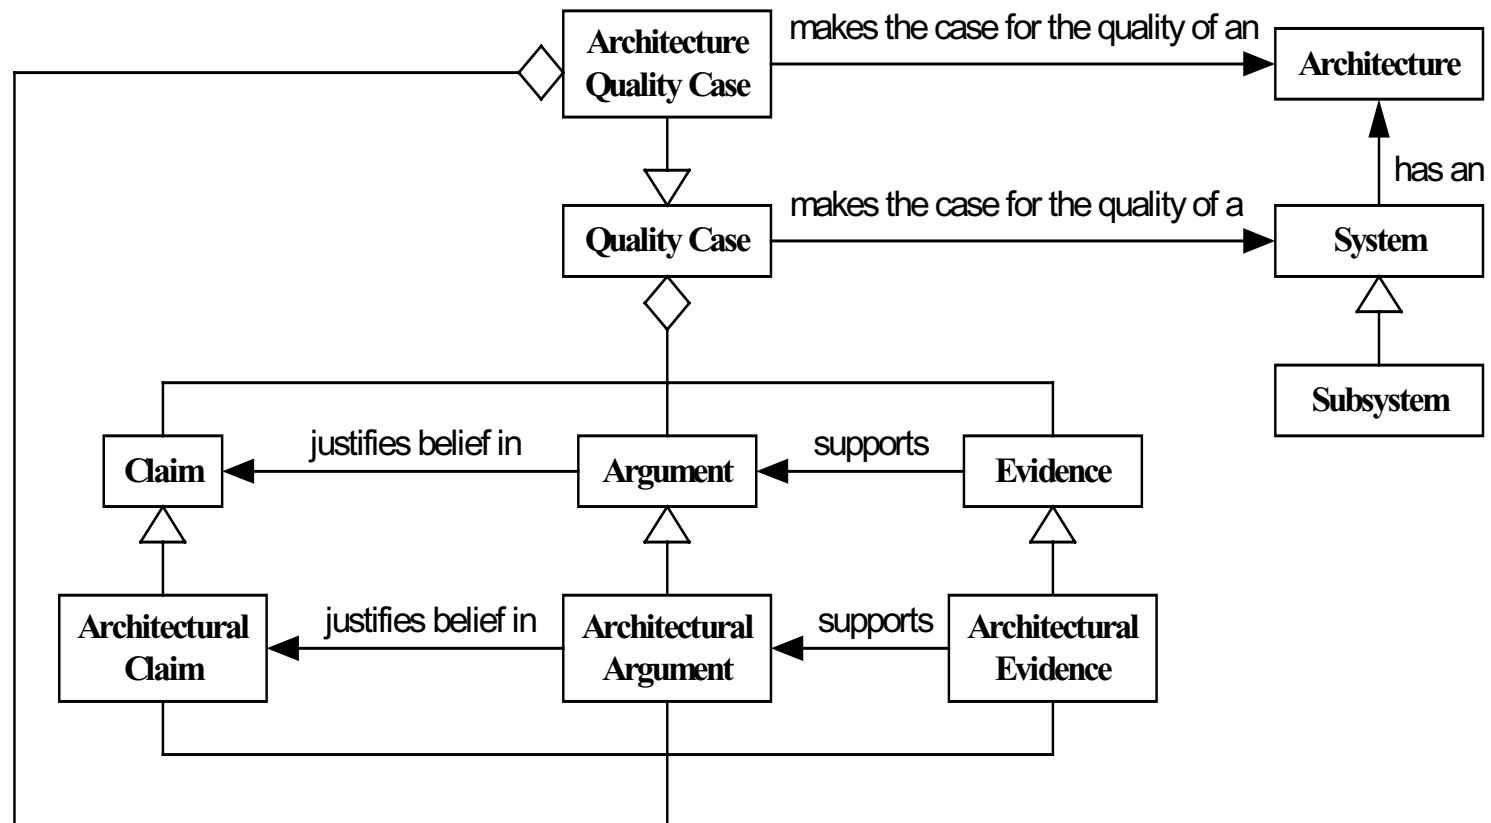 makes the case for the quality of an
Architecture
Quality Case
Architecture
has an
makes the case for the quality of a
Quality Case
System
Subsystem
justifies belief in
supports
Claim
Argument
Evidence
justifies belief in
supports
Architectural
Claim
Architectural
Argument
Architectural
Evidence